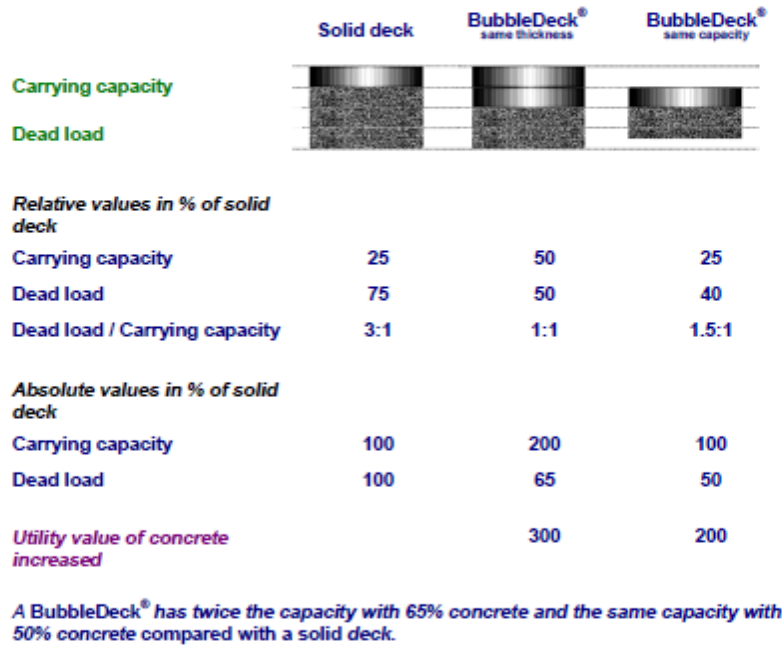 Solid deck BubbleDeck® same thickness BubbleDeck® same capacity
Carrying capacity
Dead load
Relative values in % of solid
deck
Carrying capacity 25 50 25
Dead load 75 50 40
Dead load / Carrying capacity 3:1 1:1 1.5:1
Absolute values in % of solid
deck
Carrying capacity 100 200 100
Dead load 100 65 50
Utility value of concrete 300 200
increased
A BubbleDeck® has twice the capacity with 65% concrete and the same capacity with
50% concrete compared with a solid deck.